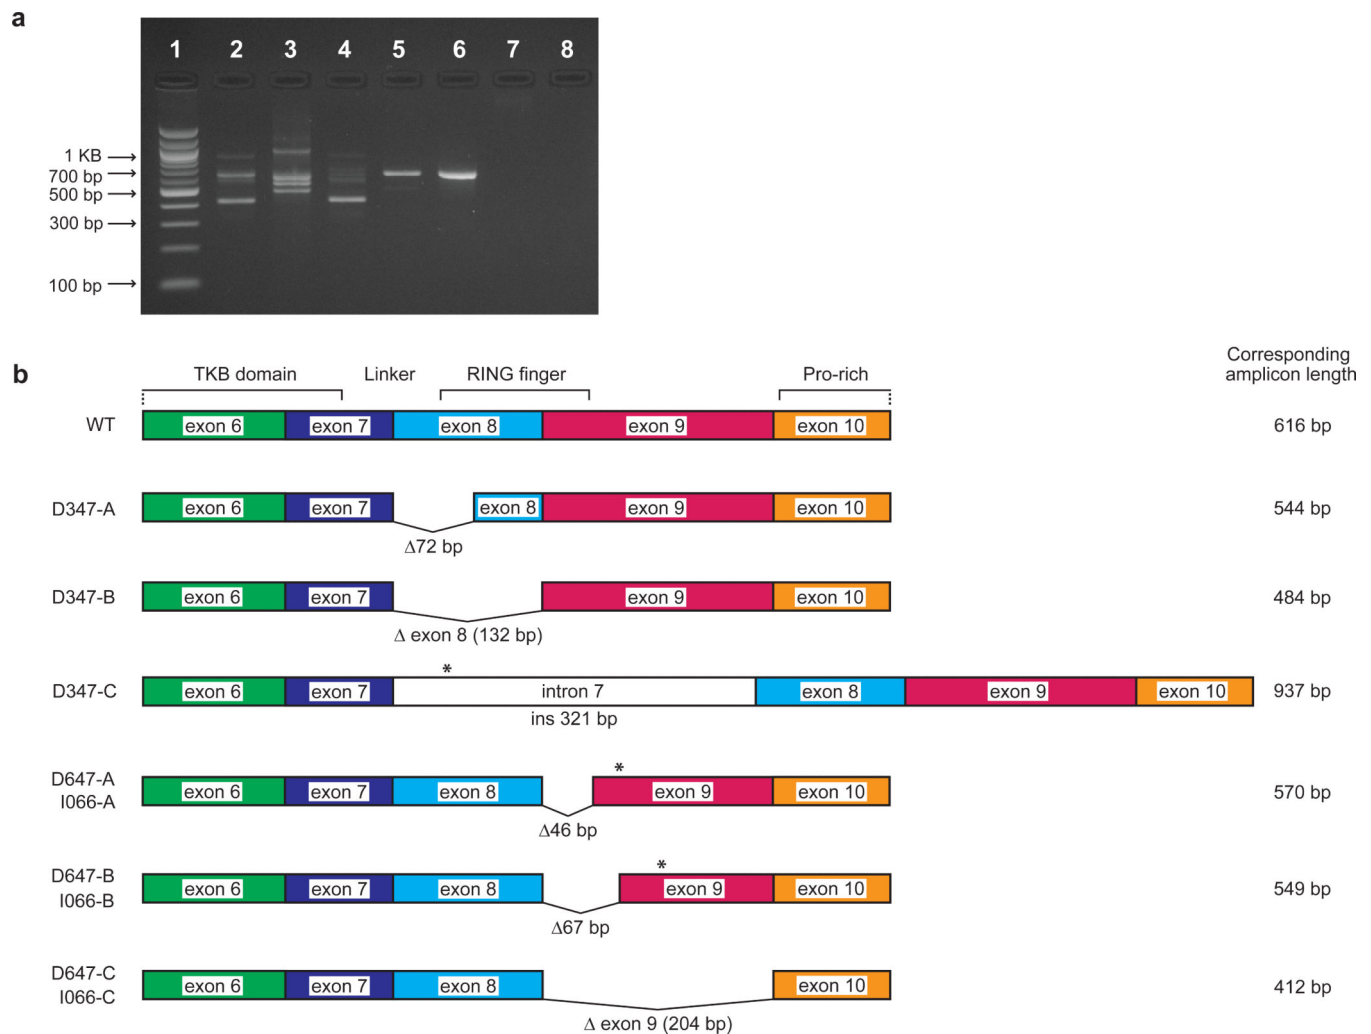 a
1 2 3 4 5 6 7 8
1 KB
700 bp
500 bp
300 bp
100 bp
b
Corresponding
amplicon length
TKB domain Linker RING finger Pro-rich
WT exon 6 exon 7 exon 8 exon 9 exon 10 616 bp
D347-A exon 6 exon 7 exon 8 exon 9 exon 10 544 bp
Δ72 bp
D347-B exon 6 exon 7 exon 9 exon 10 484 bp
Δ exon 8 (132 bp)
*
D347-C exon 6 exon 7 intron 7 exon 8 exon 9 exon 10 937 bp
ins 321 bp
*
D647-A
I066-A
exon 6 exon 7 exon 8 exon 9 exon 10 570 bp
Δ46 bp
*
D647-B
I066-B
exon 6 exon 7 exon 8 exon 9 exon 10 549 bp
Δ67 bp
D647-C
I066-C
exon 6 exon 7 exon 8 exon 10 412 bp
Δ exon 9 (204 bp)